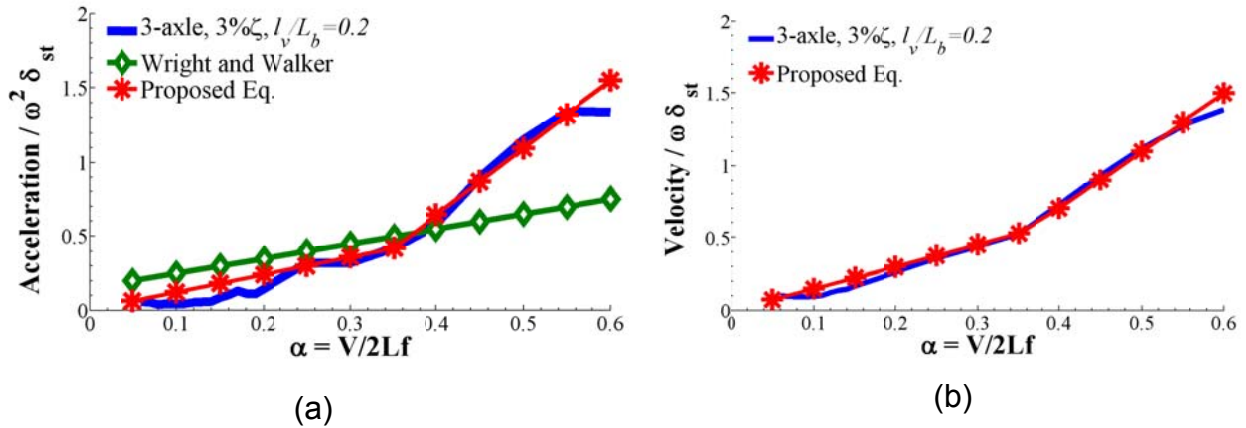 2
1.5
1
0.5
0
0 0.1 0.2 0.3 0.4 0.5 0.6
Acceleration / ω² δ st
α = V/2Lf
3-axle, 3%ζ, l_v/L_b=0.2
Wright and Walker
Proposed Eq.
(a)
2
1.5
1
0.5
0
0 0.1 0.2 0.3 0.4 0.5 0.6
Velocity / ω δ st
α = V/2Lf
3-axle, 3%ζ, l_v/L_b=0.2
Proposed Eq.
(b)